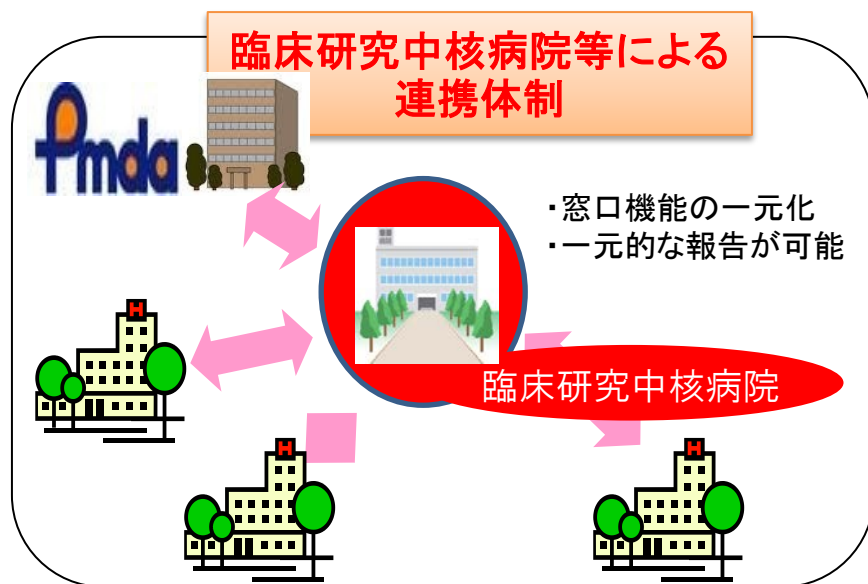 臨床研究中核病院等による
連携体制
Pmda
・窓口機能の一元化
・一元的な報告が可能
臨床研究中核病院
H
H
H